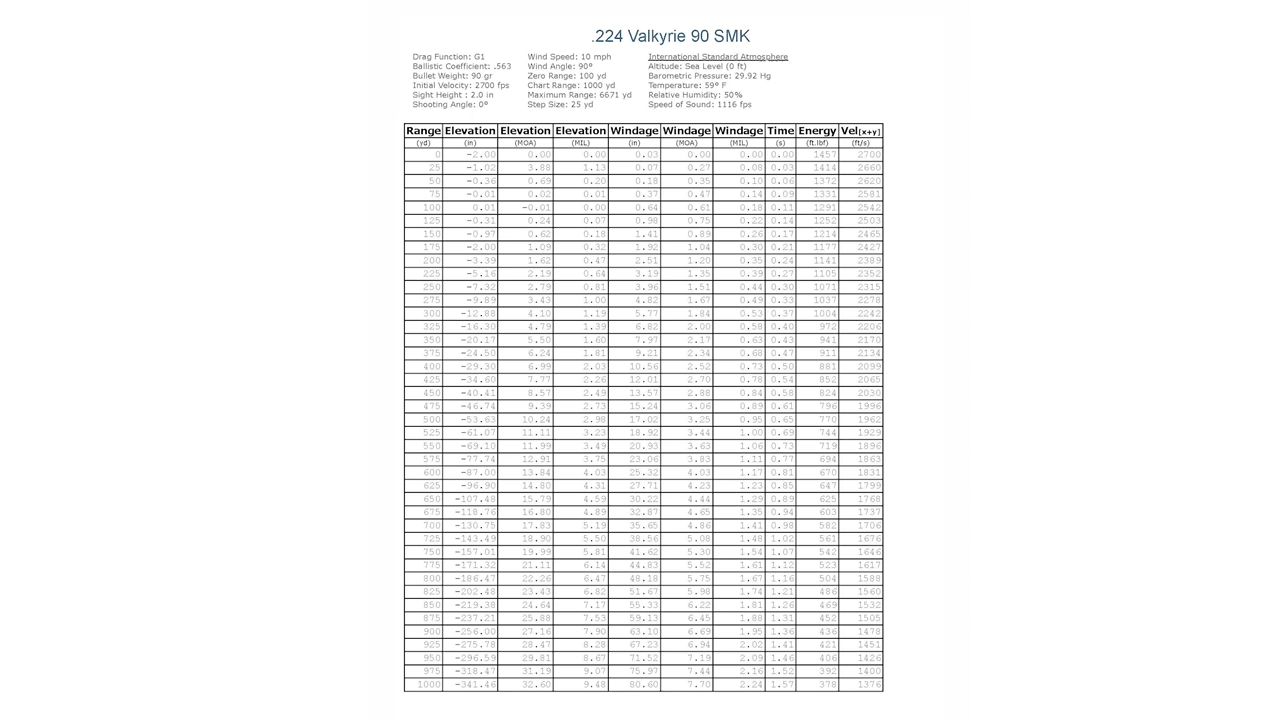 .224 Valkyrie 90 SMK
Drag Function: G1 Wind Speed: 10 mph International Standard Atmosphere
Ballistic Coefficient: .563 Wind Angle: 90° Altitude: Sea Level (0 ft)
Bullet Weight: 90 gr Zero Range: 100 yd Barometric Pressure: 29.92 Hg
Initial Velocity: 2700 fps Chart Range: 1000 yd Temperature: 59° F
Sight Height : 2.0 in Maximum Range: 6671 yd Relative Humidity: 50%
Shooting Angle: 0° Step Size: 25 yd Speed of Sound: 1116 fps
Range Elevation Elevation Elevation Windage Windage Windage Time Energy Vel[x+y]
(yd) (in) (MOA) (MIL) (in) (MOA) (MIL) (s) (ft.lbf) (ft/s)
0 -2.00 0.00 0.00 0.03 0.00 0.00 0.00 1457 2700
25 -1.02 3.88 1.13 0.07 0.27 0.08 0.03 1414 2660
50 -0.36 0.69 0.20 0.18 0.35 0.10 0.06 1372 2620
75 -0.01 0.02 0.01 0.37 0.47 0.14 0.09 1331 2581
100 0.01 -0.01 0.00 0.64 0.61 0.18 0.11 1291 2542
125 -0.31 0.24 0.07 0.98 0.75 0.22 0.14 1252 2503
150 -0.97 0.62 0.18 1.41 0.89 0.26 0.17 1214 2465
175 -2.00 1.09 0.32 1.92 1.04 0.30 0.21 1177 2427
200 -3.39 1.62 0.47 2.51 1.20 0.35 0.24 1141 2389
225 -5.16 2.19 0.64 3.19 1.35 0.39 0.27 1105 2352
250 -7.32 2.79 0.81 3.96 1.51 0.44 0.30 1071 2315
275 -9.89 3.43 1.00 4.82 1.67 0.49 0.33 1037 2278
300 -12.88 4.10 1.19 5.77 1.84 0.53 0.37 1004 2242
325 -16.30 4.79 1.39 6.82 2.00 0.58 0.40 972 2206
350 -20.17 5.50 1.60 7.97 2.17 0.63 0.43 941 2170
375 -24.50 6.24 1.81 9.21 2.34 0.68 0.47 911 2134
400 -29.30 6.99 2.03 10.56 2.52 0.73 0.50 881 2099
425 -34.60 7.77 2.26 12.01 2.70 0.78 0.54 852 2065
450 -40.41 8.57 2.49 13.57 2.88 0.84 0.58 824 2030
475 -46.74 9.39 2.73 15.24 3.06 0.89 0.61 796 1996
500 -53.63 10.24 2.98 17.02 3.25 0.95 0.65 770 1962
525 -61.07 11.11 3.23 18.92 3.44 1.00 0.69 744 1929
550 -69.10 11.99 3.49 20.93 3.63 1.06 0.73 719 1896
575 -77.74 12.91 3.75 23.06 3.83 1.11 0.77 694 1863
600 -87.00 13.84 4.03 25.32 4.03 1.17 0.81 670 1831
625 -96.90 14.80 4.31 27.71 4.23 1.23 0.85 647 1799
650 -107.48 15.79 4.59 30.22 4.44 1.29 0.89 625 1768
675 -118.76 16.80 4.89 32.87 4.65 1.35 0.94 603 1737
700 -130.75 17.83 5.19 35.65 4.86 1.41 0.98 582 1706
725 -143.49 18.90 5.50 38.56 5.08 1.48 1.02 561 1676
750 -157.01 19.99 5.81 41.62 5.30 1.54 1.07 542 1646
775 -171.32 21.11 6.14 44.83 5.52 1.61 1.12 523 1617
800 -186.47 22.26 6.47 48.18 5.75 1.67 1.16 504 1588
825 -202.48 23.43 6.82 51.67 5.98 1.74 1.21 486 1560
850 -219.38 24.64 7.17 55.33 6.22 1.81 1.26 469 1532
875 -237.21 25.88 7.53 59.13 6.45 1.88 1.31 452 1505
900 -256.00 27.16 7.90 63.10 6.69 1.95 1.36 436 1478
925 -275.78 28.47 8.28 67.23 6.94 2.02 1.41 421 1451
950 -296.59 29.81 8.67 71.52 7.19 2.09 1.46 406 1426
975 -318.47 31.19 9.07 75.97 7.44 2.16 1.52 392 1400
1000 -341.46 32.60 9.48 80.60 7.70 2.24 1.57 378 1376